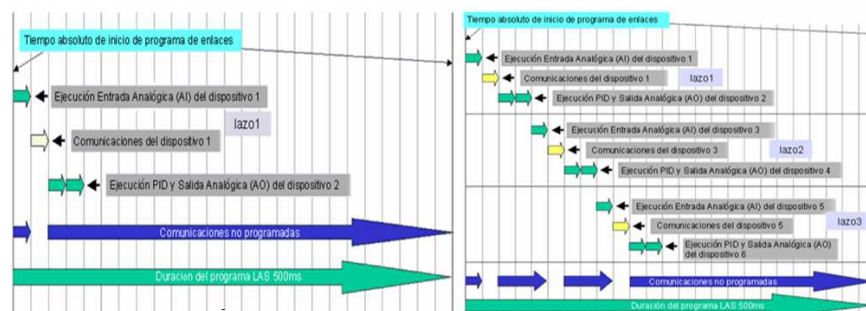 Tiempo absoluto de inicio de programa de enlaces
Ejecución Entrada Analógica (AI) del dispositivo 1
lazo1
Comunicaciones del dispositivo 1
Ejecución PID y Salida Analógica (AO) del dispositivo 2
Comunicaciones no programadas
Duración del programa LAS 500ms
Tiempo absoluto de inicio de programa de enlaces
Ejecución Entrada Analógica (AI) del dispositivo 1
Comunicaciones del dispositivo 1
lazo1
Ejecución PID y Salida Analógica (AO) del dispositivo 2
Ejecución Entrada Analógica (AI) del dispositivo 3
Comunicaciones del dispositivo 3
lazo2
Ejecución PID y Salida Analógica (AO) del dispositivo 4
Ejecución Entrada Analógica (AI) del dispositivo 5
Comunicaciones del dispositivo 5
lazo3
Ejecución PID y Salida Analógica (AO)
del dispositivo 6
Comunicaciones no programadas
Duración del programa LAS 500ms